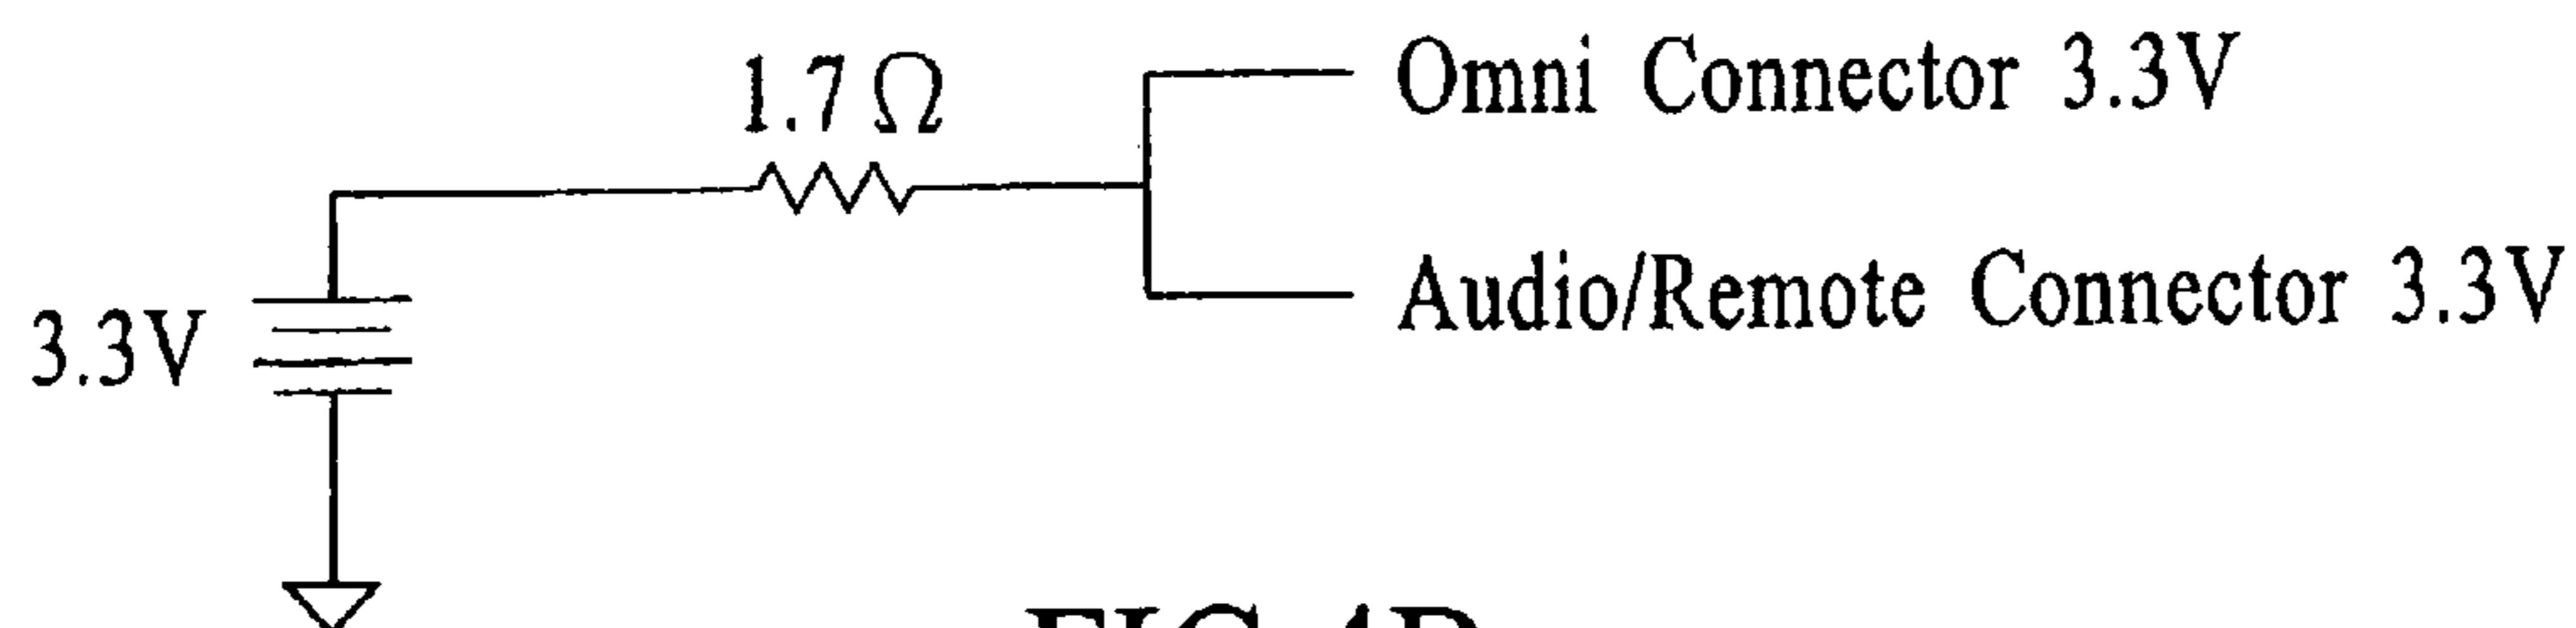 1.7 Ω
Omni Connector 3.3V
Audio/Remote Connector 3.3V
3.3V